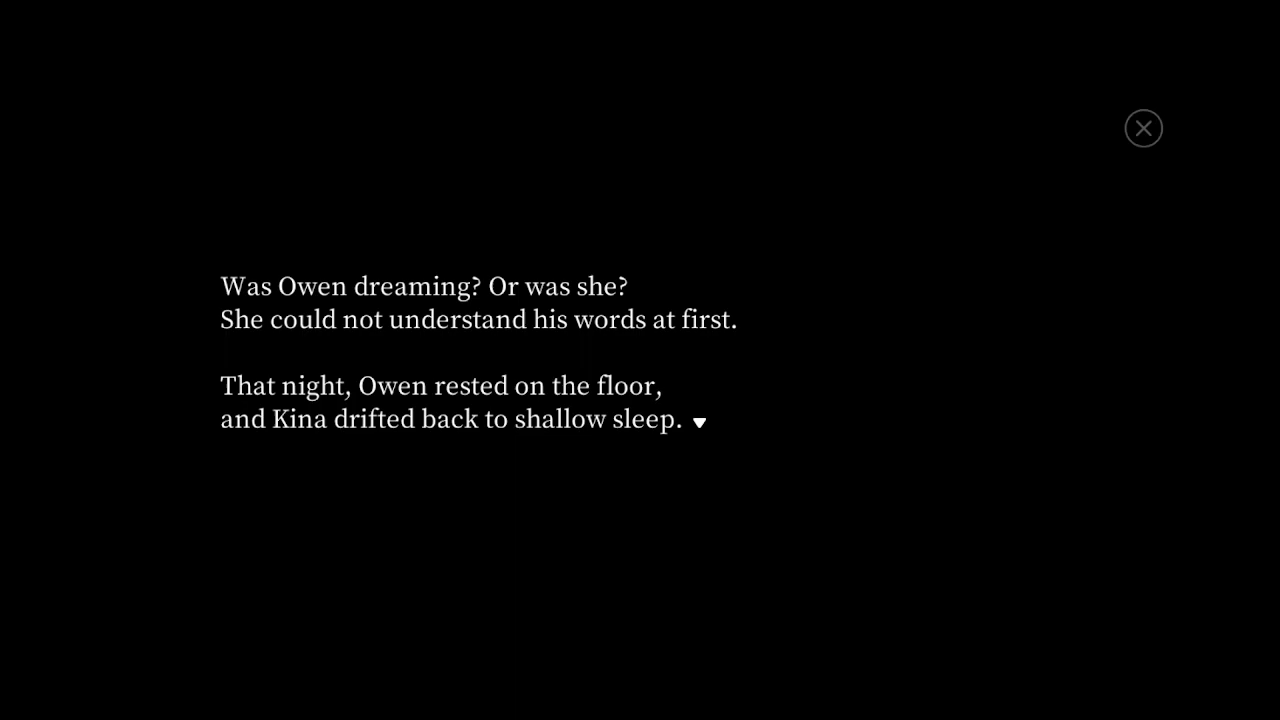 Was Owen dreaming? Or was she?
She could not understand his words at first.
That night, Owen rested on the floor,
and Kina drifted back to shallow sleep.